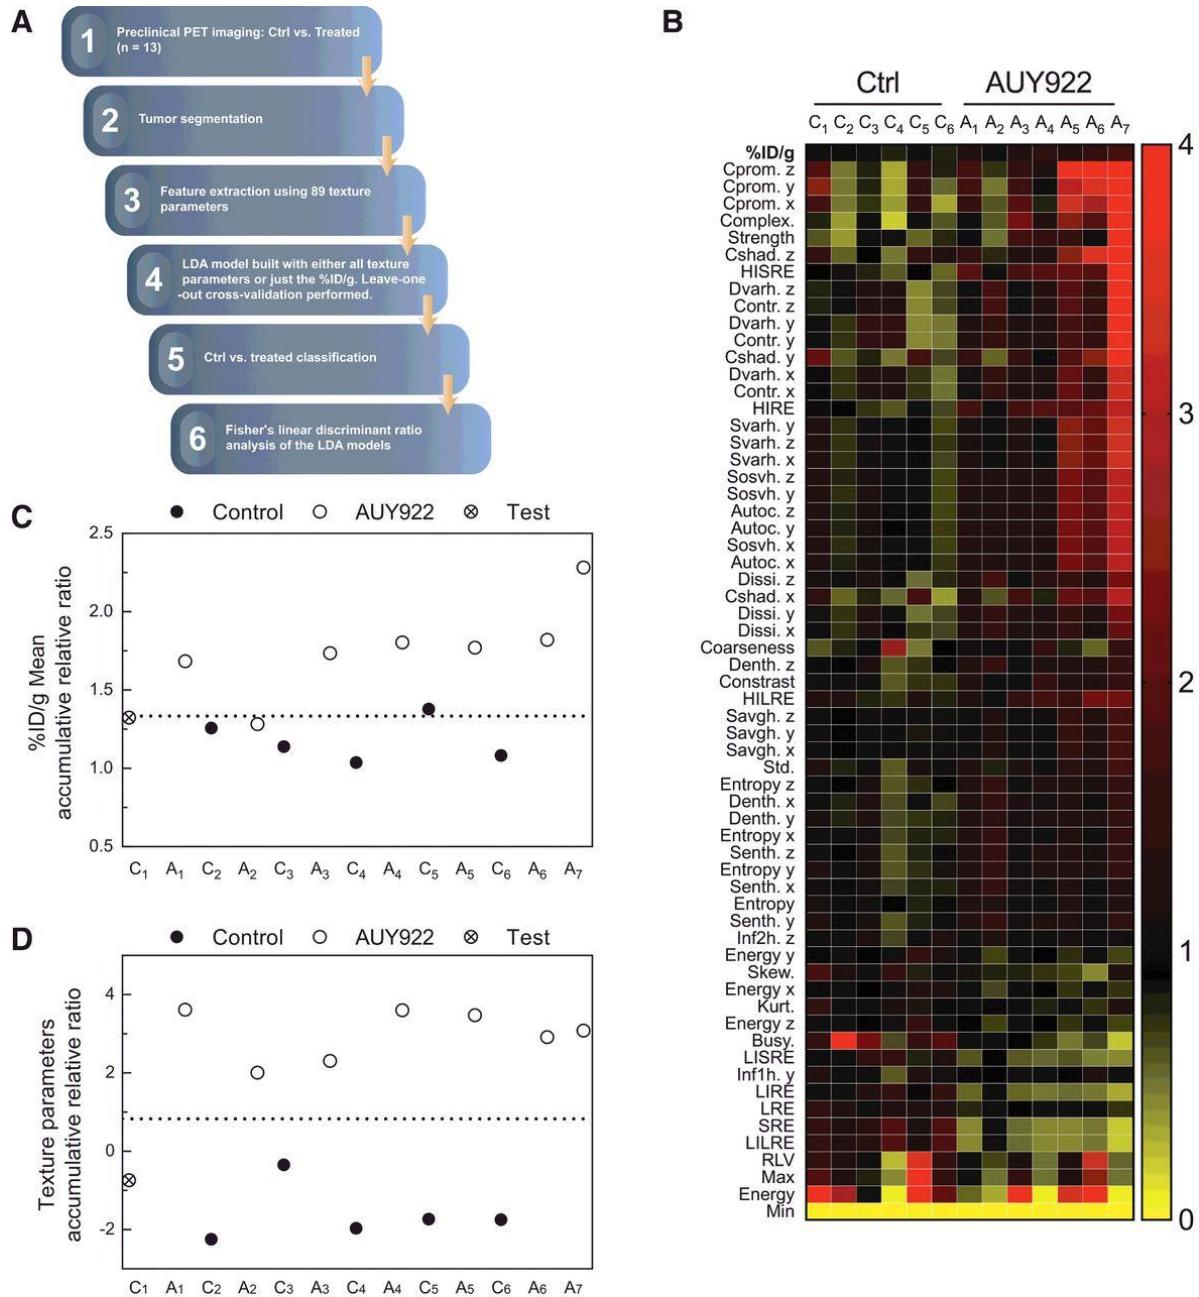 A
1
Preclinical PET imaging: Ctrl vs. Treated
(n = 13)
2
Tumor segmentation
3
Feature extraction using 89 texture
parameters
4
LDA model built with either all texture
parameters or just the %ID/g. Leave-one
-out cross-validation performed.
5
Ctrl vs. treated classification
6
Fisher's linear discriminant ratio
analysis of the LDA models
B
Ctrl AUY922
C1 C2 C3 C4 C5 C6 A1 A2 A3 A4 A5 A6 A7
%ID/g
Cprom. z
Cprom. y
Cprom. x
Complex.
Strength
Cshad. z
HISRE
Dvarh. z
Contr. z
Dvarh. y
Contr. y
Cshad. y
Dvarh. x
Contr. x
HIRE
Svarh. y
Svarh. z
Svarh. x
Sosvh. z
Sosvh. y
Autoc. z
Autoc. y
Sosvh. x
Autoc. x
Dissi. z
Cshad. x
Dissi. y
Dissi. x
Coarseness
Denth. z
Constrast
HILRE
Savgh. z
Savgh. y
Savgh. x
Std.
Entropy z
Denth. x
Denth. y
Entropy x
Senth. z
Entropy y
Senth. x
Entropy
Senth. y
Inf2h. z
Energy y
Skew.
Energy x
Kurt.
Energy z
Busy.
LISRE
Inf1h. y
LIRE
LRE
SRE
LILRE
RLV
Max
Energy
Min
4
3
2
1
0
C
Control AUY922 Test
%ID/g Mean
accumulative relative ratio
2.5
2.0
1.5
1.0
0.5
C1 A1 C2 A2 C3 A3 C4 A4 C5 A5 C6 A6 A7
D
Control AUY922 Test
Texture parameters
accumulative relative ratio
4
2
0
-2
C1 A1 C2 A2 C3 A3 C4 A4 C5 A5 C6 A6 A7